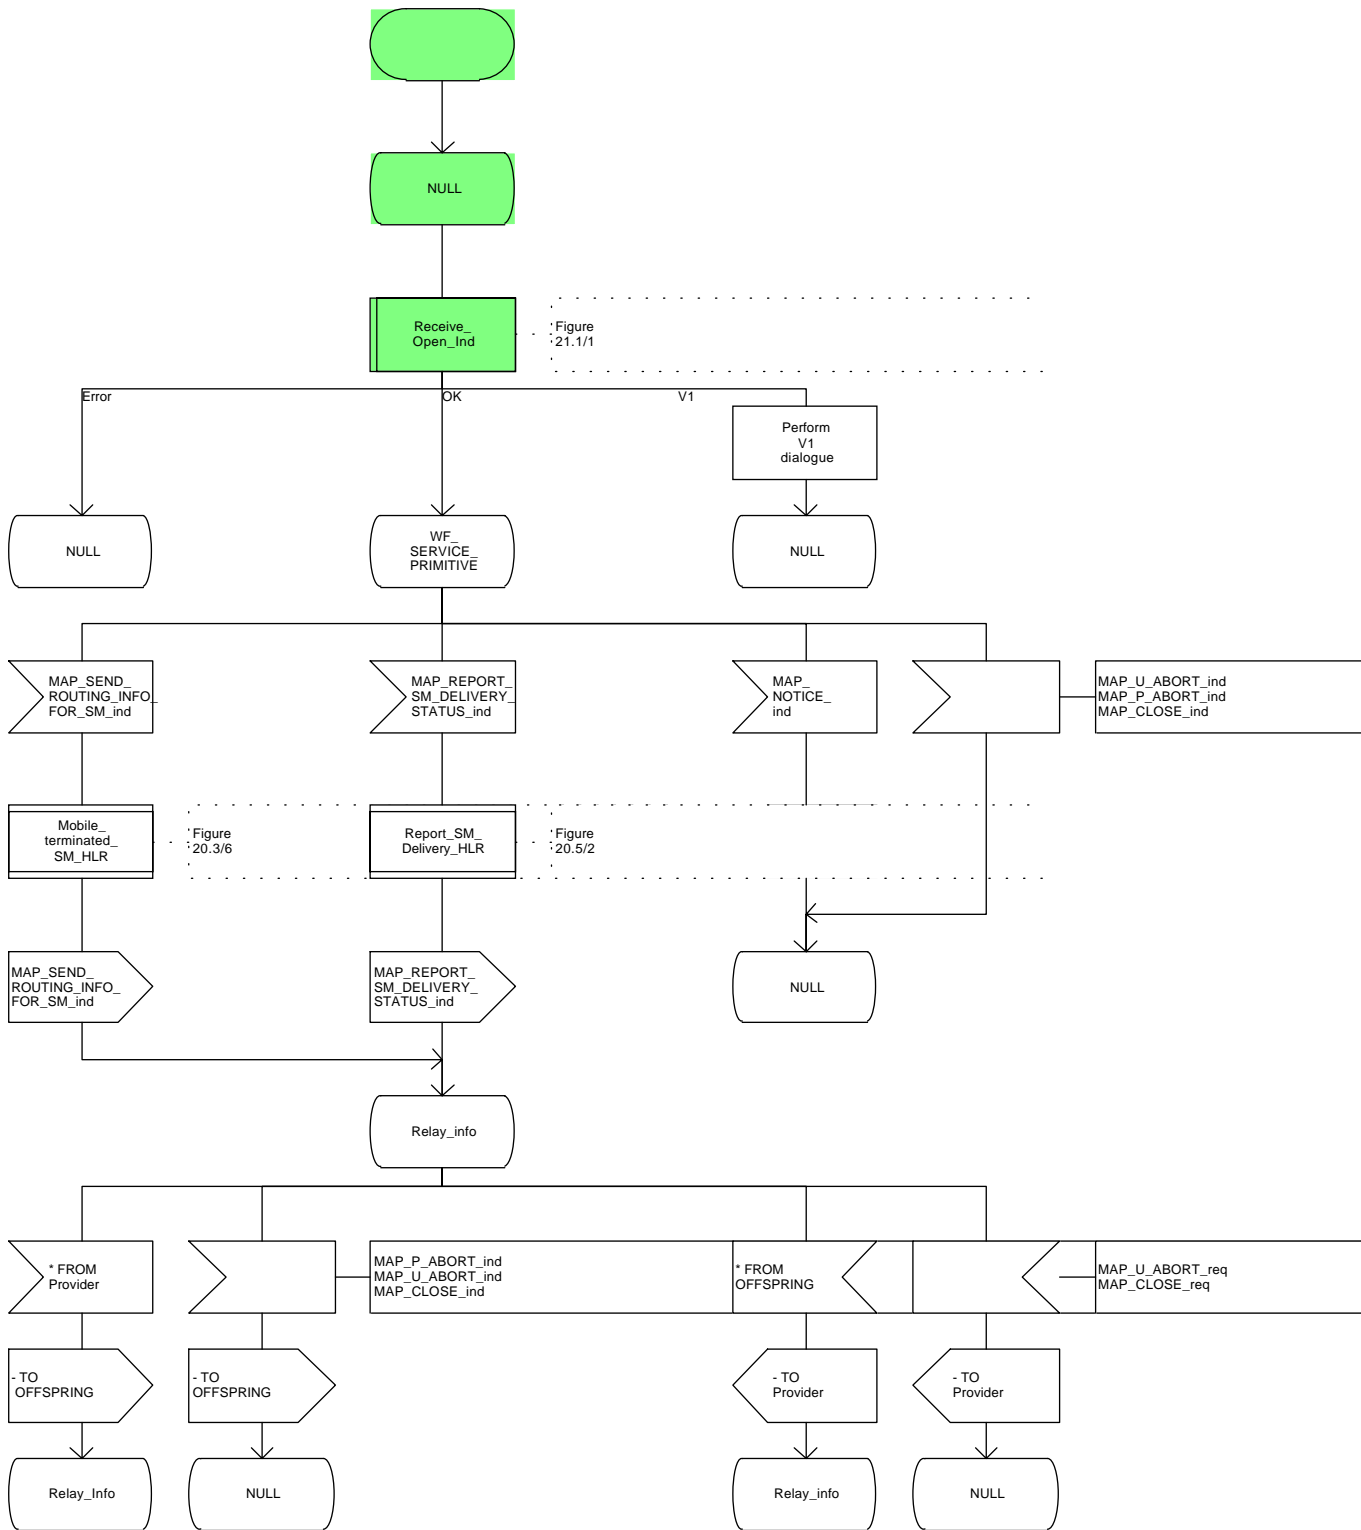 NULL
Receive_
Open_Ind
Figure
21.1/1
Error
OK
V1
Perform
V1
dialogue
NULL
WF_
SERVICE_
PRIMITIVE
NULL
MAP_SEND_
ROUTING_INFO_
FOR_SM_ind
MAP_REPORT_
SM_DELIVERY_
STATUS_ind
MAP_
NOTICE_
ind
MAP_U_ABORT_ind
MAP_P_ABORT_ind
MAP_CLOSE_ind
Mobile_
terminated_
SM_HLR
Figure
20.3/6
Report_SM_
Delivery_HLR
Figure
20.5/2
MAP_SEND_
ROUTING_INFO_
FOR_SM_ind
MAP_REPORT_
SM_DELIVERY_
STATUS_ind
NULL
Relay_info
* FROM
Provider
MAP_P_ABORT_ind
MAP_U_ABORT_ind
MAP_CLOSE_ind
* FROM
OFFSPRING
MAP_U_ABORT_req
MAP_CLOSE_req
- TO
OFFSPRING
- TO
OFFSPRING
- TO
Provider
- TO
Provider
Relay_Info
NULL
Relay_info
NULL